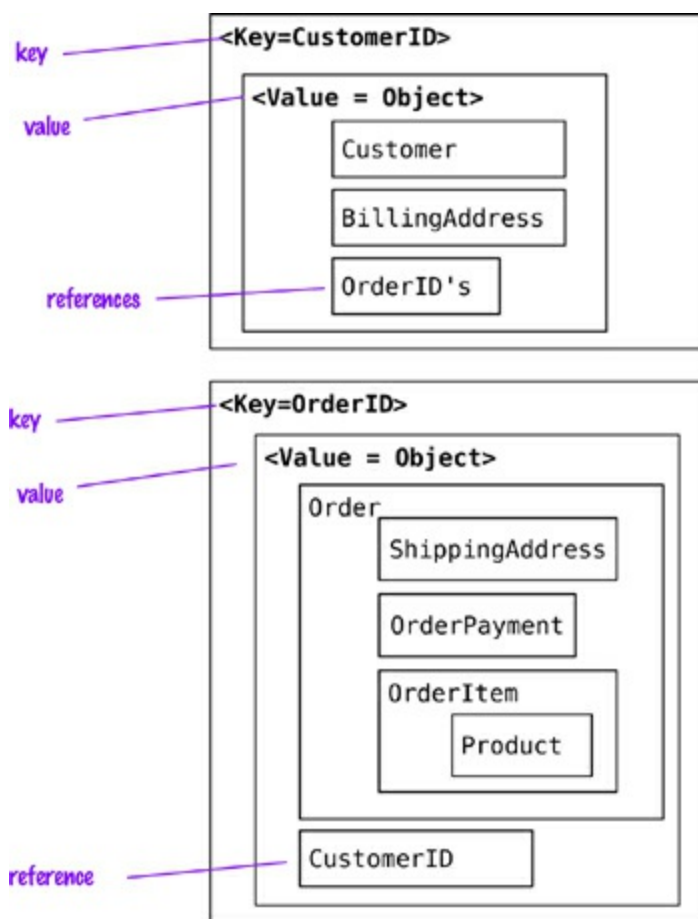 key
<Key=CustomerID>
value
<Value = Object>
Customer
BillingAddress
references
OrderID's
key
<Key=OrderID>
value
<Value = Object>
Order
ShippingAddress
OrderPayment
OrderItem
Product
reference
CustomerID